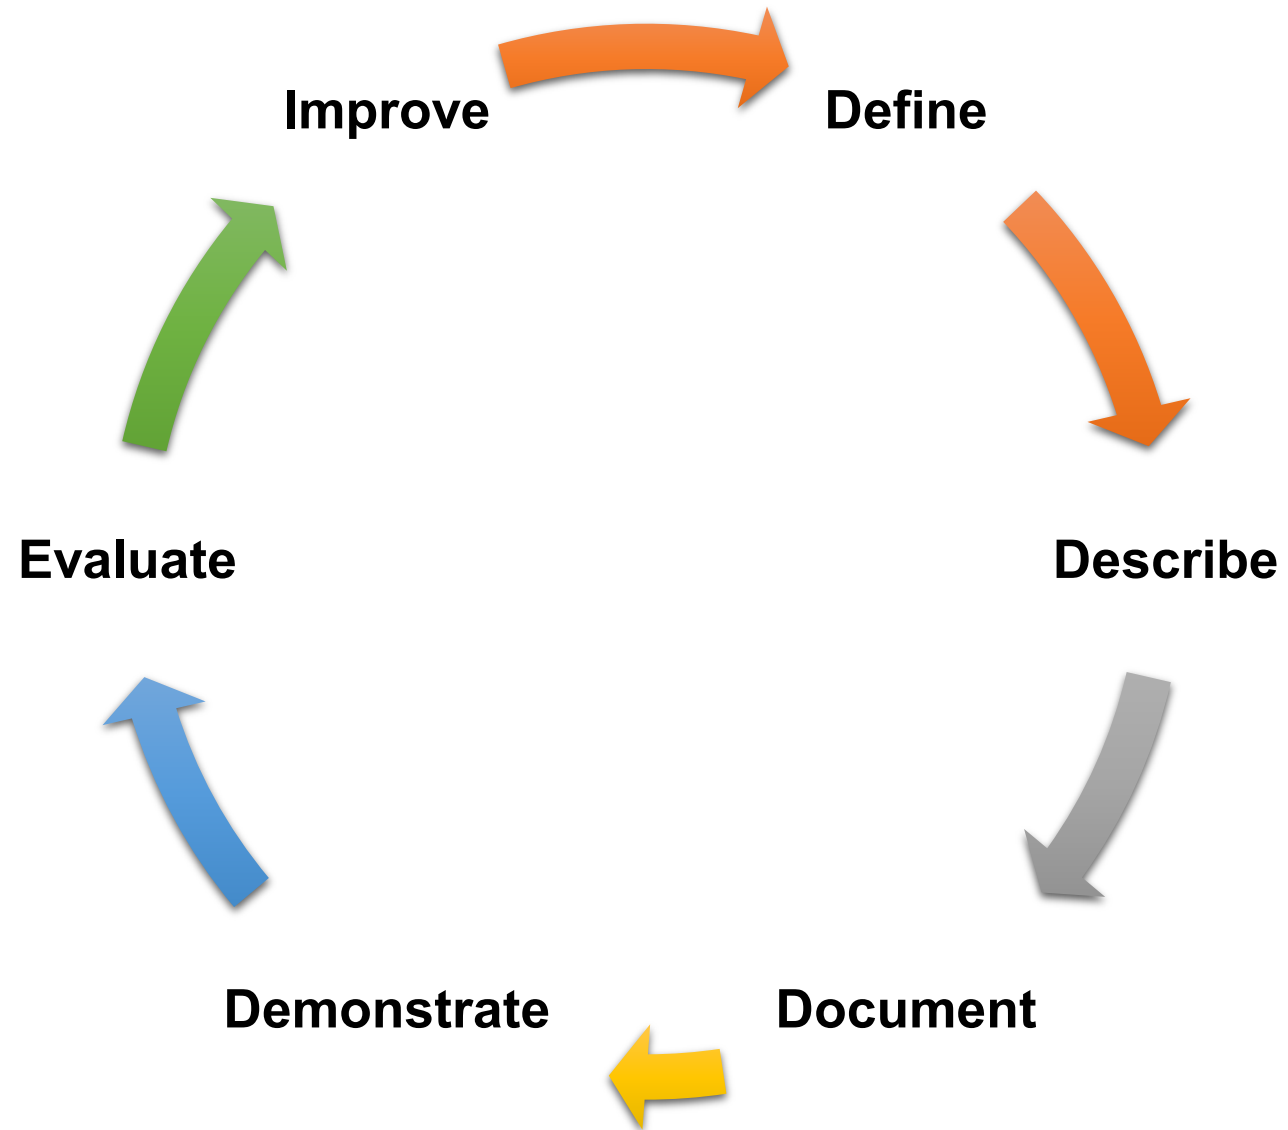 Improve
Define
Describe
Document
Demonstrate
Evaluate